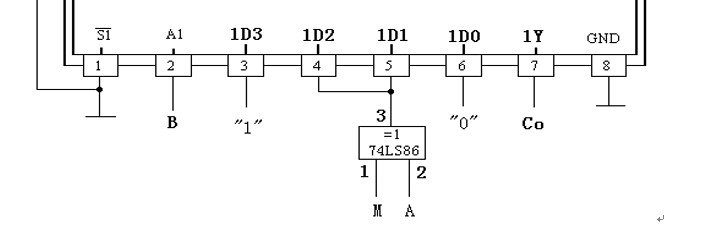 S̅1̅ A1 1D3 1D2 1D1 1D0 1Y GND
1 2 3 4 5 6 7 8
B "1" "0" Co
3
=1
74LS86
1 2
M A